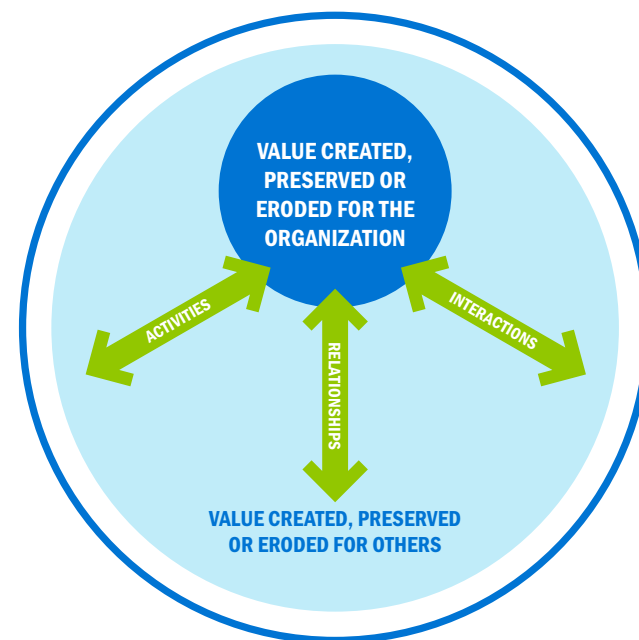 VALUE CREATED,
PRESERVED OR
ERODED FOR THE
ORGANIZATION
ACTIVITIES
RELATIONSHIPS
INTERACTIONS
VALUE CREATED, PRESERVED
OR ERODED FOR OTHERS